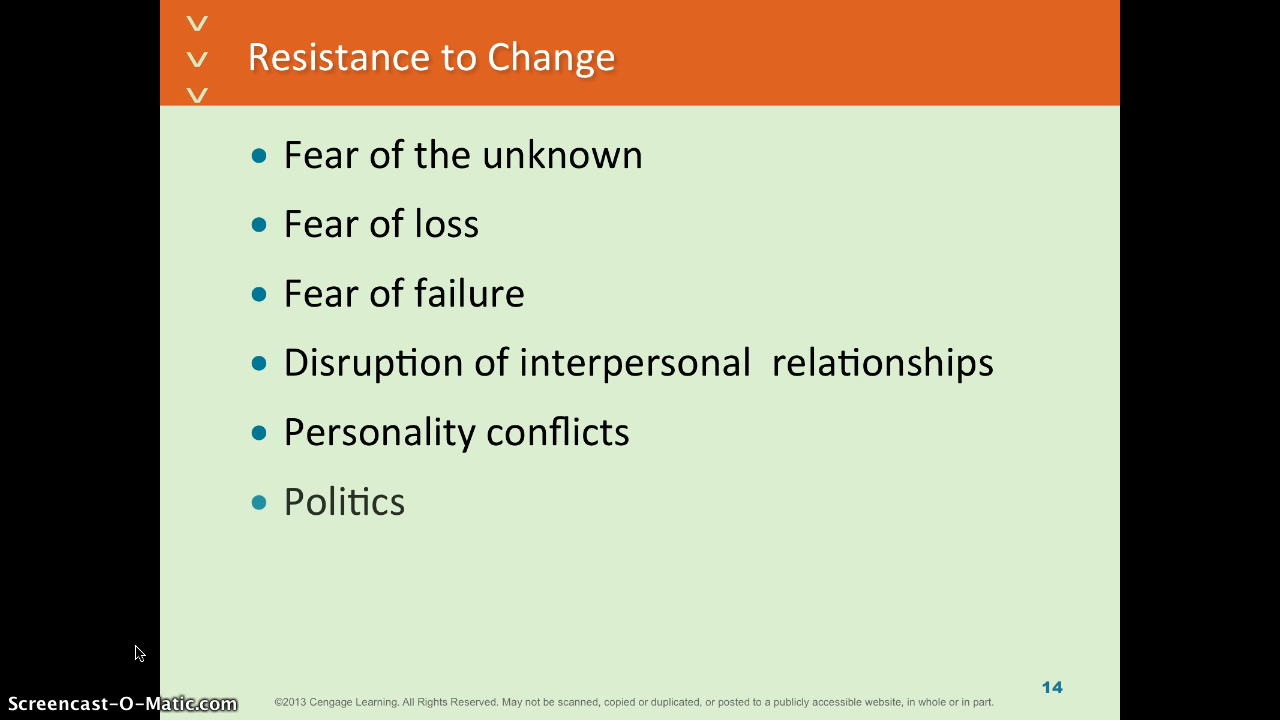 Resistance to Change
• Fear of the unknown
• Fear of loss
• Fear of failure
• Disruption of interpersonal  relationships
• Personality conflicts
• Politics
14
©2013 Cengage Learning. All Rights Reserved. May not be scanned, copied or duplicated, or posted to a publicly accessible website, in whole or in part.
Screencast-O-Matic.com